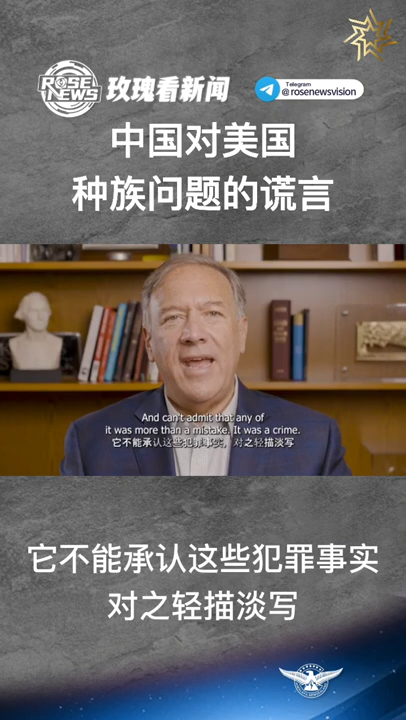 ROSE
NEWS
玫瑰看新闻
Telegram
@rosenewsvision
中国对美国
种族问题的谎言
And can't admit that any of
it was more than a mistake. It was a crime.
它不能承认这些犯罪事实，对之轻描淡写
它不能承认这些犯罪事实
对之轻描淡写